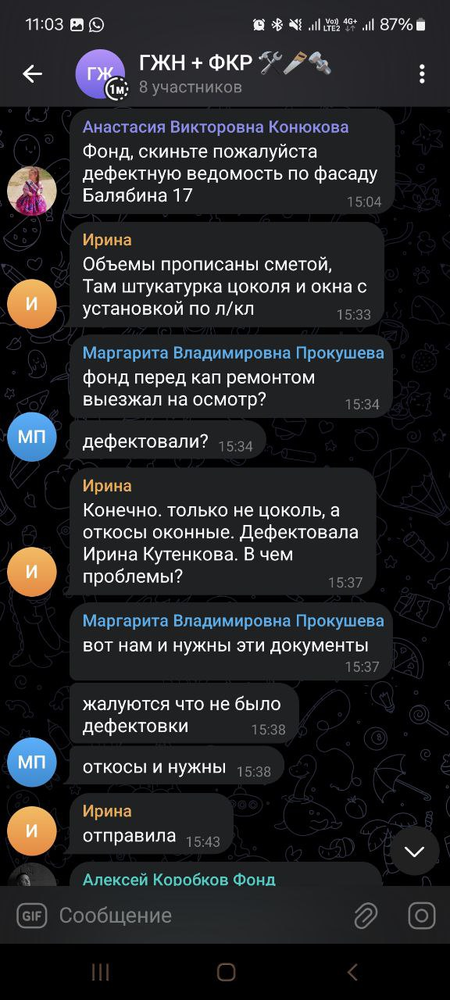 11:03 Vo)) LTE2 4G+ 87%
ГЖ
1м
ГЖН + ФКР
8 участников
Анастасия Викторовна Конюкова
Фонд, скиньте пожалуйста
дефектную ведомость по фасаду
Балябина 17
15:04
Ирина
Объемы прописаны сметой,
Там штукатурка цоколя и окна с
установкой по л/кл
15:33
И
Маргарита Владимировна Прокушева
фонд перед кап ремонтом
выезжал на осмотр?
15:34
дефектовали? 15:34
МП
Ирина
Конечно. только не цоколь, а
откосы оконные. Дефектовала
Ирина Кутенкова. В чем
проблемы?
15:37
И
Маргарита Владимировна Прокушева
вот нам и нужны эти документы
15:37
жалуются что не было
дефектовки
15:38
откосы и нужны 15:38
МП
Ирина
отправила 15:43
И
Алексей Коробков Фонд
GIF Сообщение